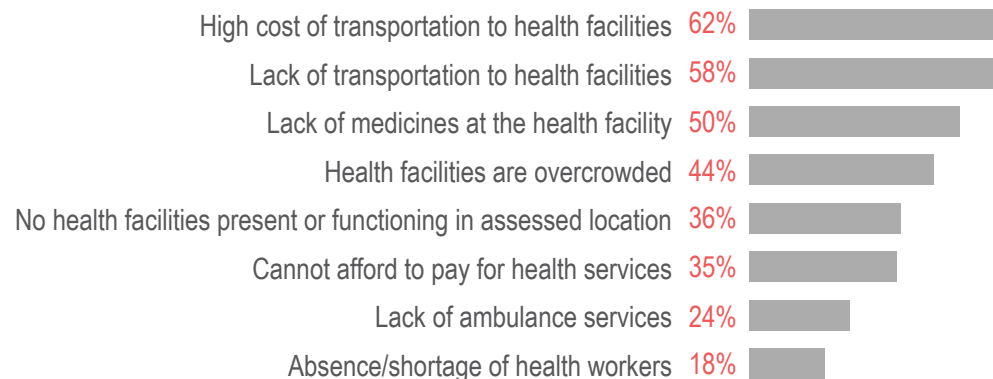 High cost of transportation to health facilities 62%
Lack of transportation to health facilities 58%
Lack of medicines at the health facility 50%
Health facilities are overcrowded 44%
No health facilities present or functioning in assessed location 36%
Cannot afford to pay for health services 35%
Lack of ambulance services 24%
Absence/shortage of health workers 18%